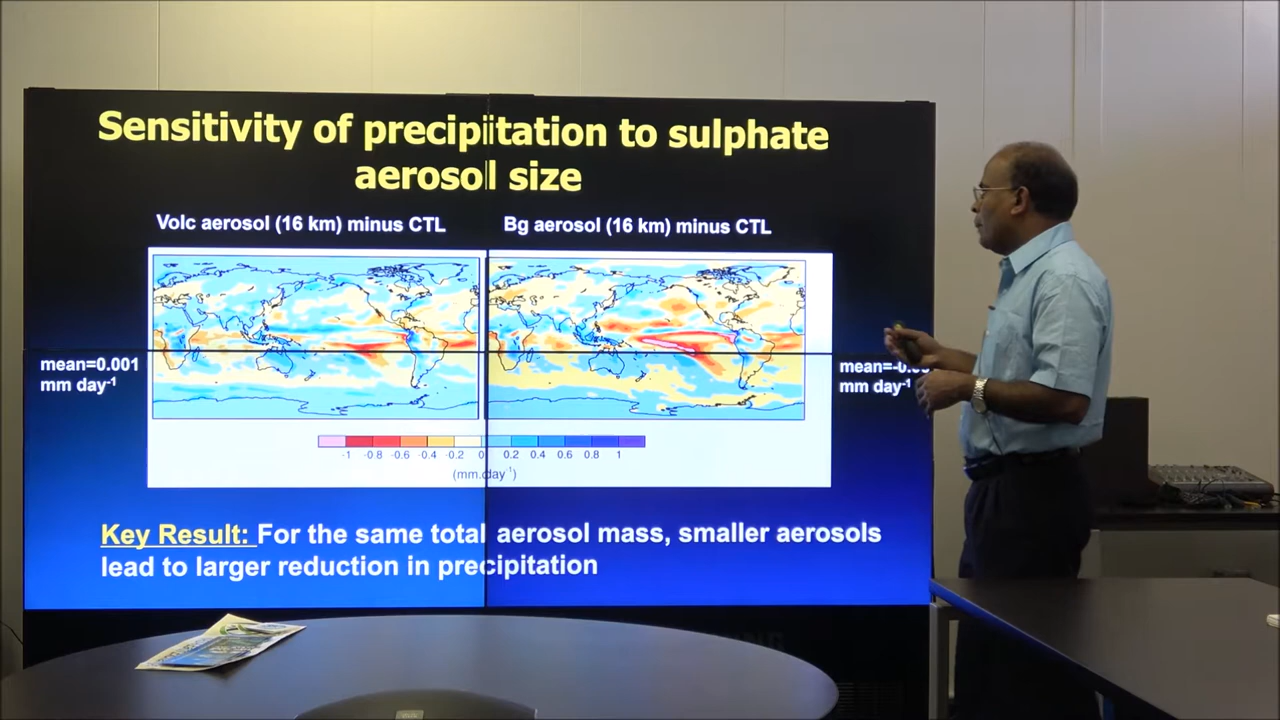 Sensitivity of precipitation to sulphate
aerosol size
Volc aerosol (16 km) minus CTL
Bg aerosol (16 km) minus CTL
mean=0.001
mm day-1
mm day-1
-1 -0.8 -0.6 -0.4 -0.2 0 0.2 0.4 0.6 0.8 1
(mm.day-1)
Key Result: For the same total aerosol mass, smaller aerosols
lead to larger reduction in precipitation